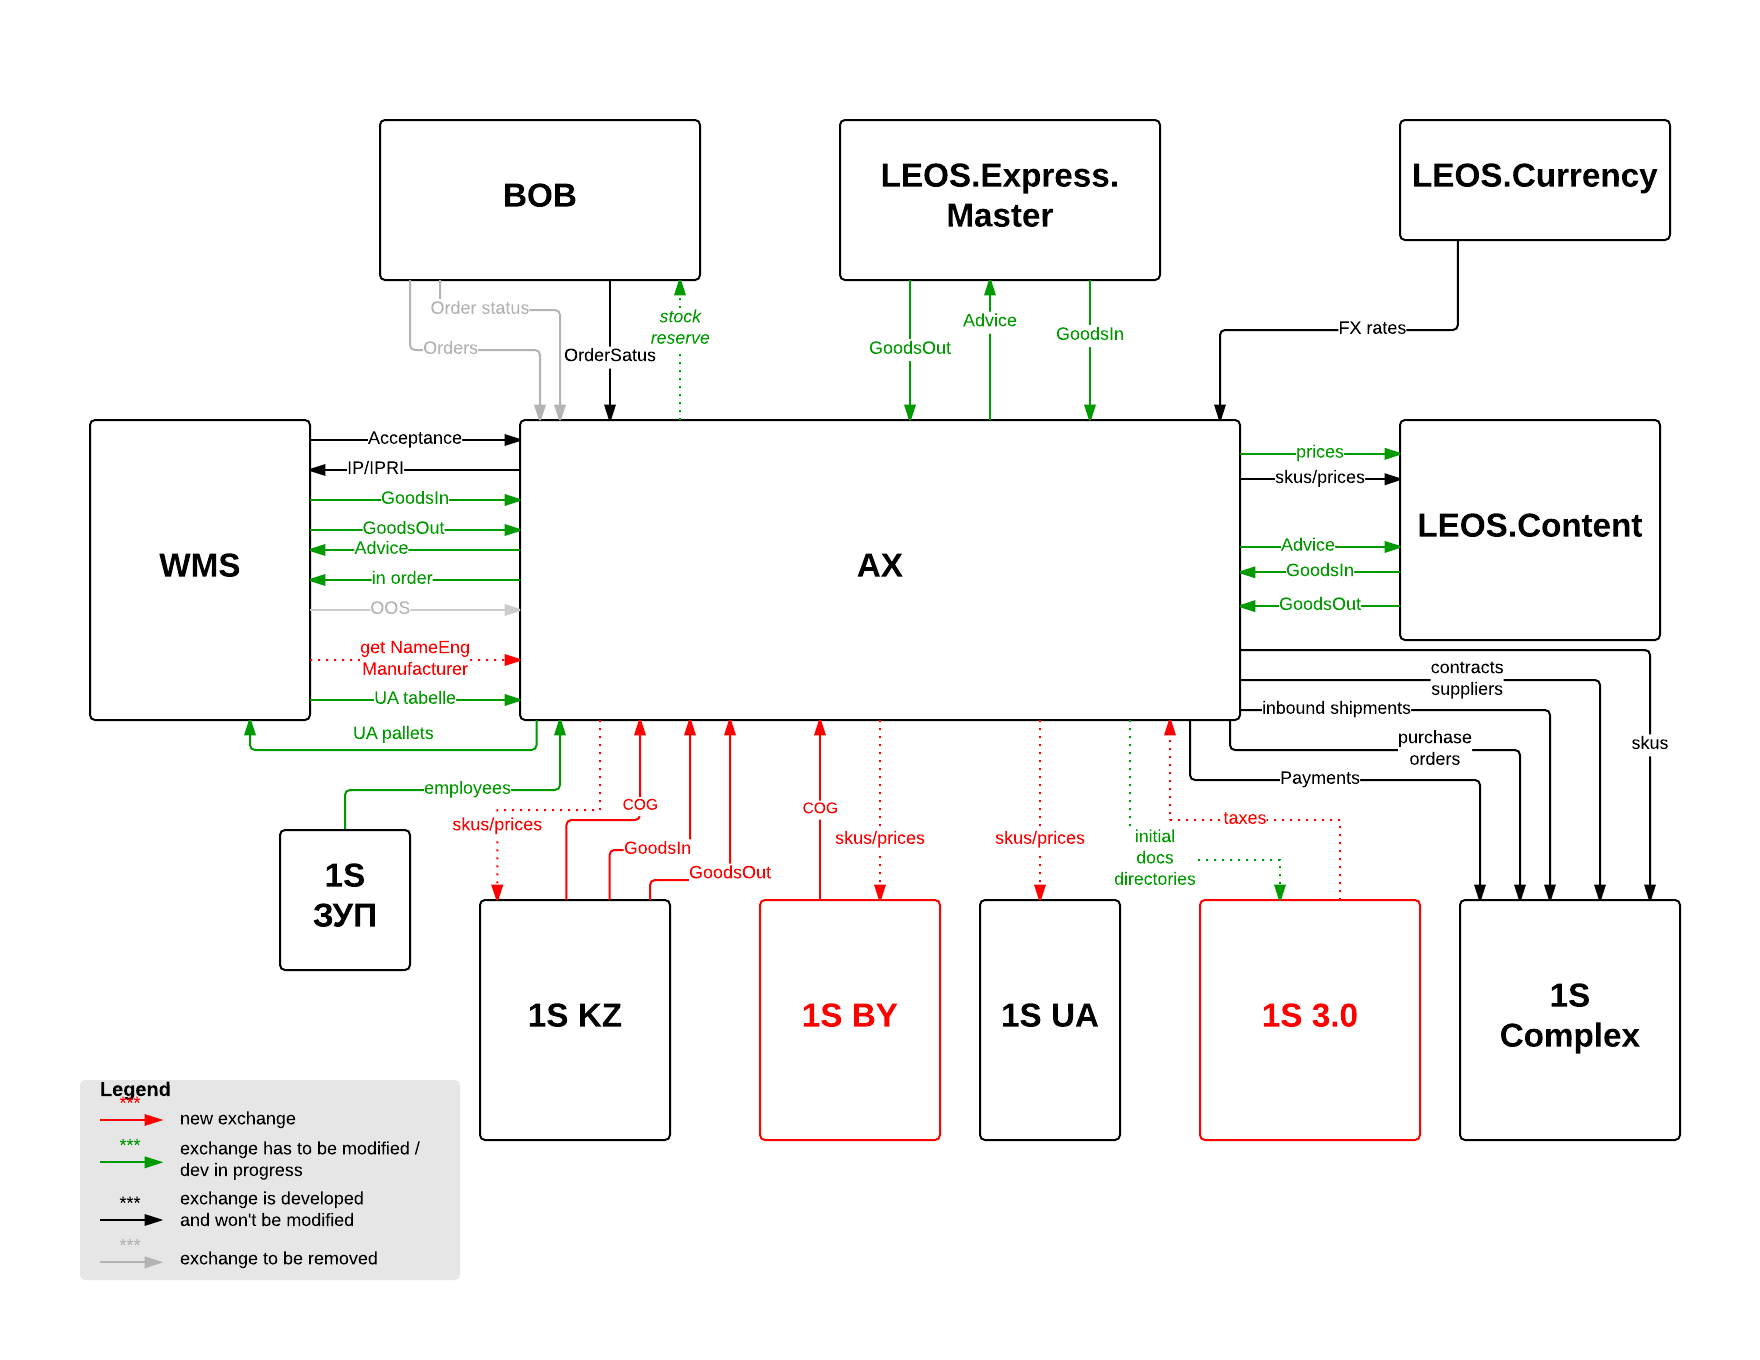 BOB
LEOS.Express.
Master
LEOS.Currency
Order status
Orders
OrderSatus
stock
reserve
GoodsOut
Advice
GoodsIn
FX rates
WMS
Acceptance
IP/IPRI
GoodsIn
GoodsOut
Advice
in order
OOS
get NameEng
Manufacturer
UA tabelle
UA pallets
AX
prices
skus/prices
Advice
GoodsIn
GoodsOut
LEOS.Content
contracts
suppliers
inbound shipments
purchase
orders
Payments
skus
employees
skus/prices
COG
GoodsIn
GoodsOut
COG
skus/prices
skus/prices
initial
docs
directories
taxes
1S
ЗУП
1S KZ
1S BY
1S UA
1S 3.0
1S
Complex
Legend
***
new exchange
***
exchange has to be modified /
dev in progress
***
exchange is developed
and won't be modified
***
exchange to be removed